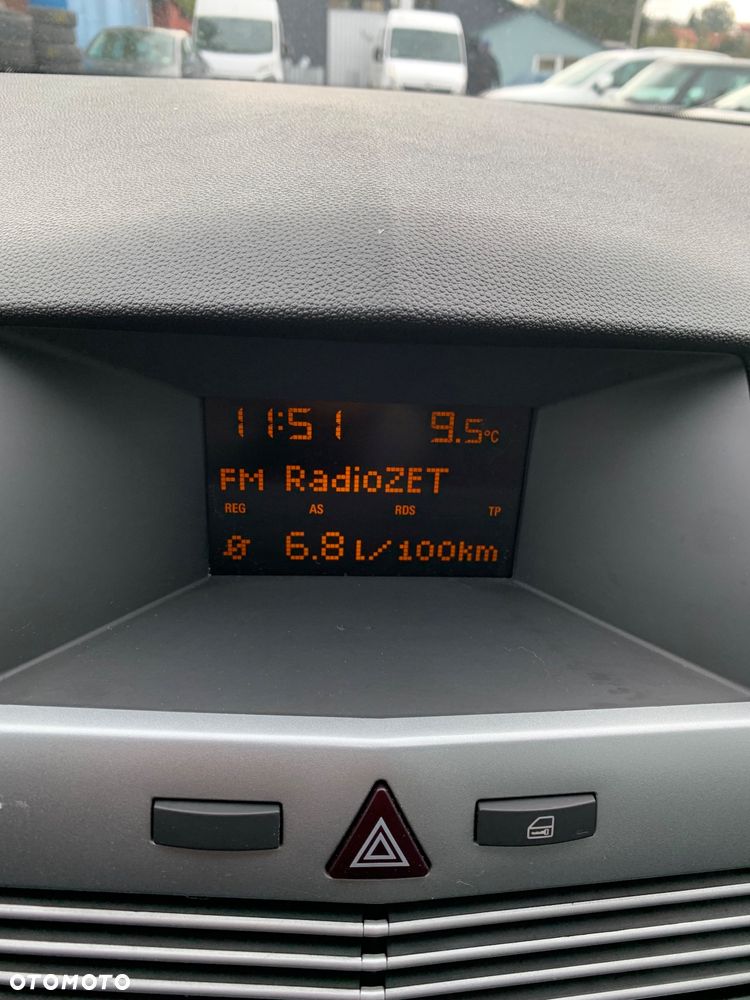 11:51 9.5°C
FM RadioZET
REG AS RDS TP
6.8 L/100km
OTOMOTO